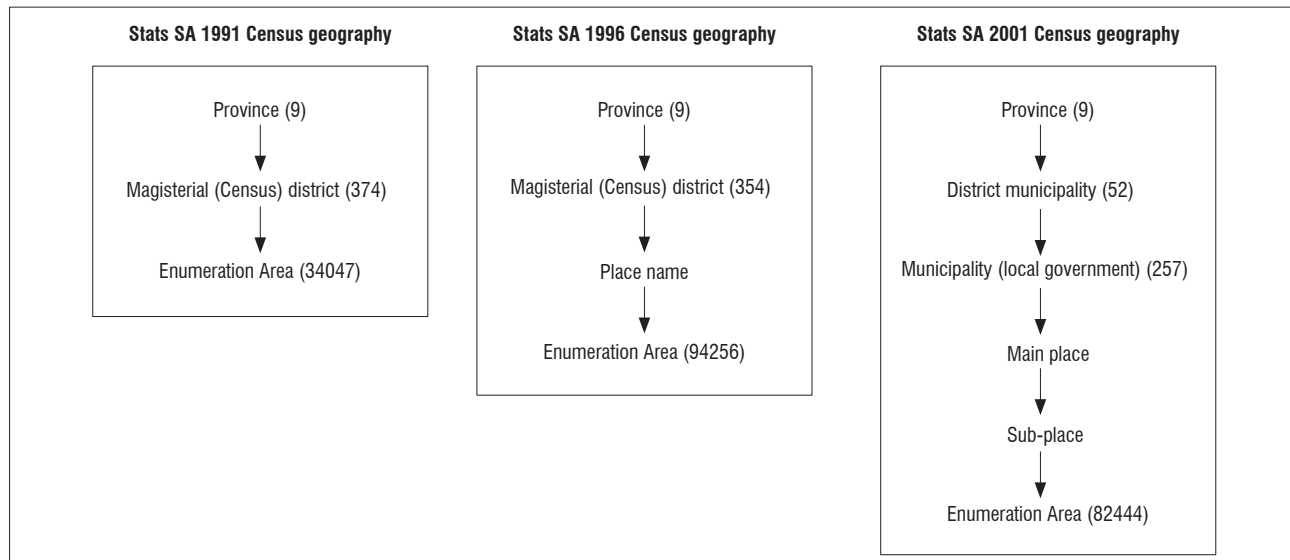 Stats SA 1991 Census geography
Province (9)
Magisterial (Census) district (374)
Enumeration Area (34047)
Stats SA 1996 Census geography
Province (9)
Magisterial (Census) district (354)
Place name
Enumeration Area (94256)
Stats SA 2001 Census geography
Province (9)
District municipality (52)
Municipality (local government) (257)
Main place
Sub-place
Enumeration Area (82444)